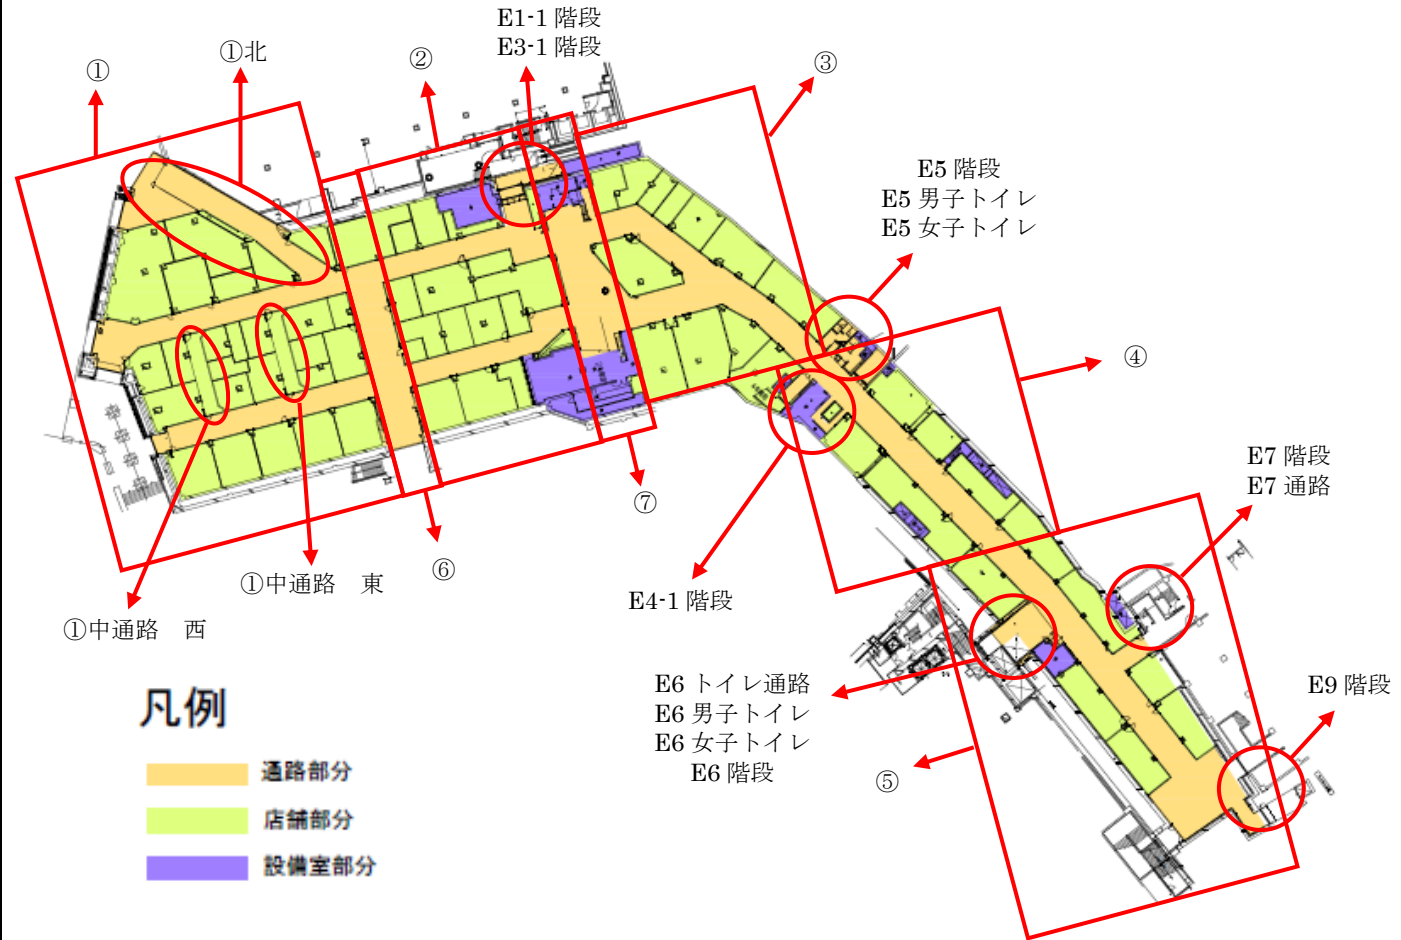 E1-1 階段
E3-1 階段
①北
①
②
③
E5 階段
E5 男子トイレ
E5 女子トイレ
④
E7 階段
E7 通路
⑦
⑥
①中通路　東
①中通路　西
E4-1 階段
E6 トイレ通路
E6 男子トイレ
E6 女子トイレ
E6 階段
E9 階段
⑤
凡例
通路部分
店舗部分
設備室部分